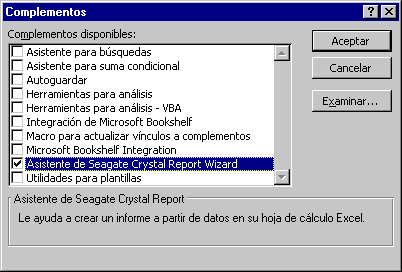 Complementos
Complementos disponibles:
Asistente para búsquedas
Asistente para suma condicional
Autoguardar
Herramientas para análisis
Herramientas para análisis - VBA
Integración de Microsoft Bookshelf
Macro para actualizar vínculos a complementos
Microsoft Bookshelf Integration
Asistente de Seagate Crystal Report Wizard
Utilidades para plantillas
Aceptar
Cancelar
Examinar...
Asistente de Seagate Crystal Report
Le ayuda a crear un informe a partir de datos en su hoja de cálculo Excel.